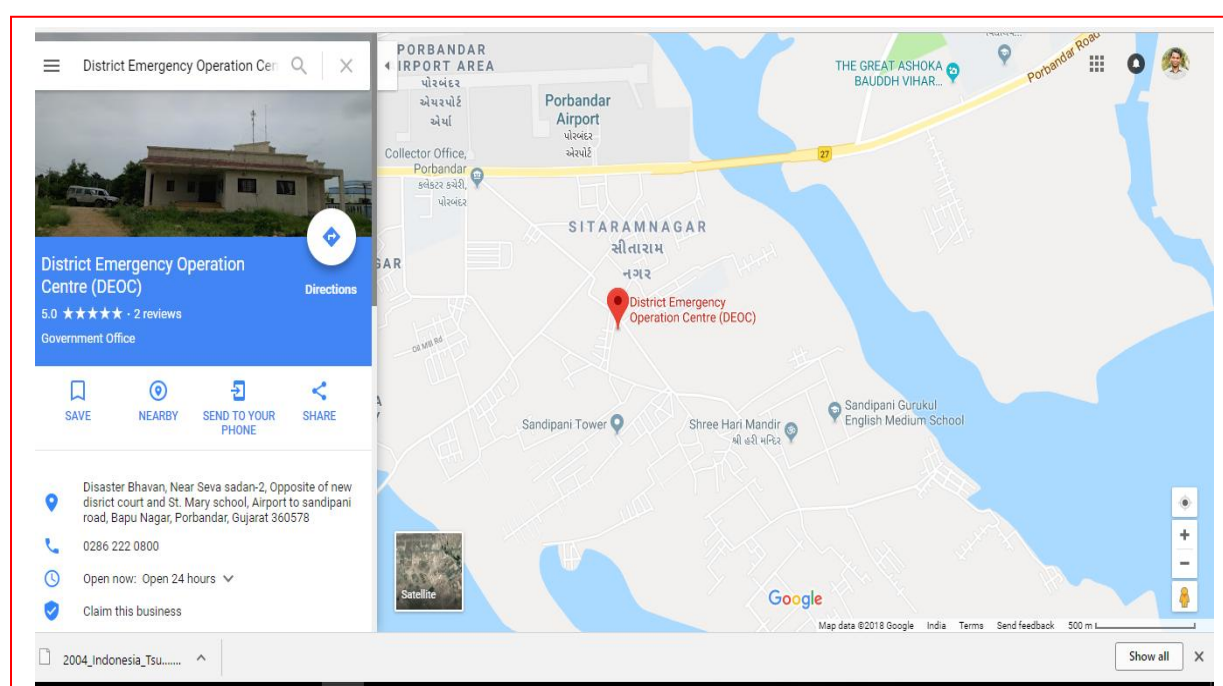 District Emergency Operation Cen
District Emergency Operation
Centre (DEOC)
Directions
5.0 ★★★★★ · 2 reviews
Government Office
SAVE
NEARBY
SEND TO YOUR
PHONE
SHARE
Disaster Bhavan, Near Seva sadan-2, Opposite of new
disrict court and St. Mary school, Airport to sandipani
road, Bapu Nagar, Porbandar, Gujarat 360578
0286 222 0800
Open now: Open 24 hours
Claim this business
PORBANDAR
AIRPORT AREA
પોરબંદર
એરપોર્ટ
એર્યા
Porbandar
Airport
પોરબંદર
એરપોર્ટ
THE GREAT ASHOKA
BAUDDH VIHAR...
Porbandar Road
27
Collector Office,
Porbandar
કલેક્ટર કચેરી,
પોરબંદર
SITARAMNAGAR
સીતારામ
નગર
GAR
District Emergency
Operation Centre (DEOC)
Oil Mill Rd
Sandipani Tower
Shree Hari Mandir
શ્રી હરી મન્દિર
Sandipani Gurukul
English Medium School
Satellite
Google
Map data ©2018 Google India Terms Send feedback 500 m
2004_Indonesia_Tsu.......
Show all